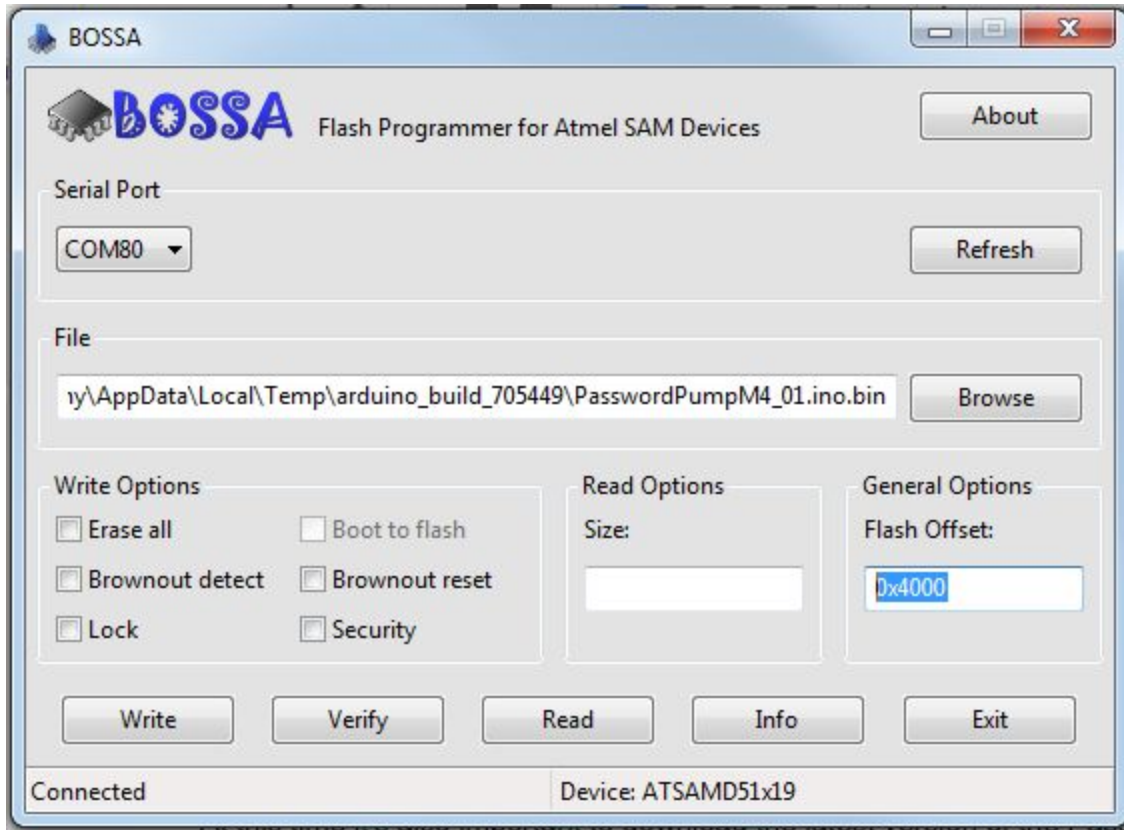 BOSSA
BOSSA Flash Programmer for Atmel SAM Devices About
Serial Port
COM80 Refresh
File
\AppData\Local\Temp\arduino_build_705449\PasswordPumpM4_01.ino.bin Browse
Write Options Read Options General Options
Erase all Boot to flash Size: Flash Offset:
Brownout detect Brownout reset 0x4000
Lock Security
Write Verify Read Info Exit
Connected Device: ATSAMD51x19